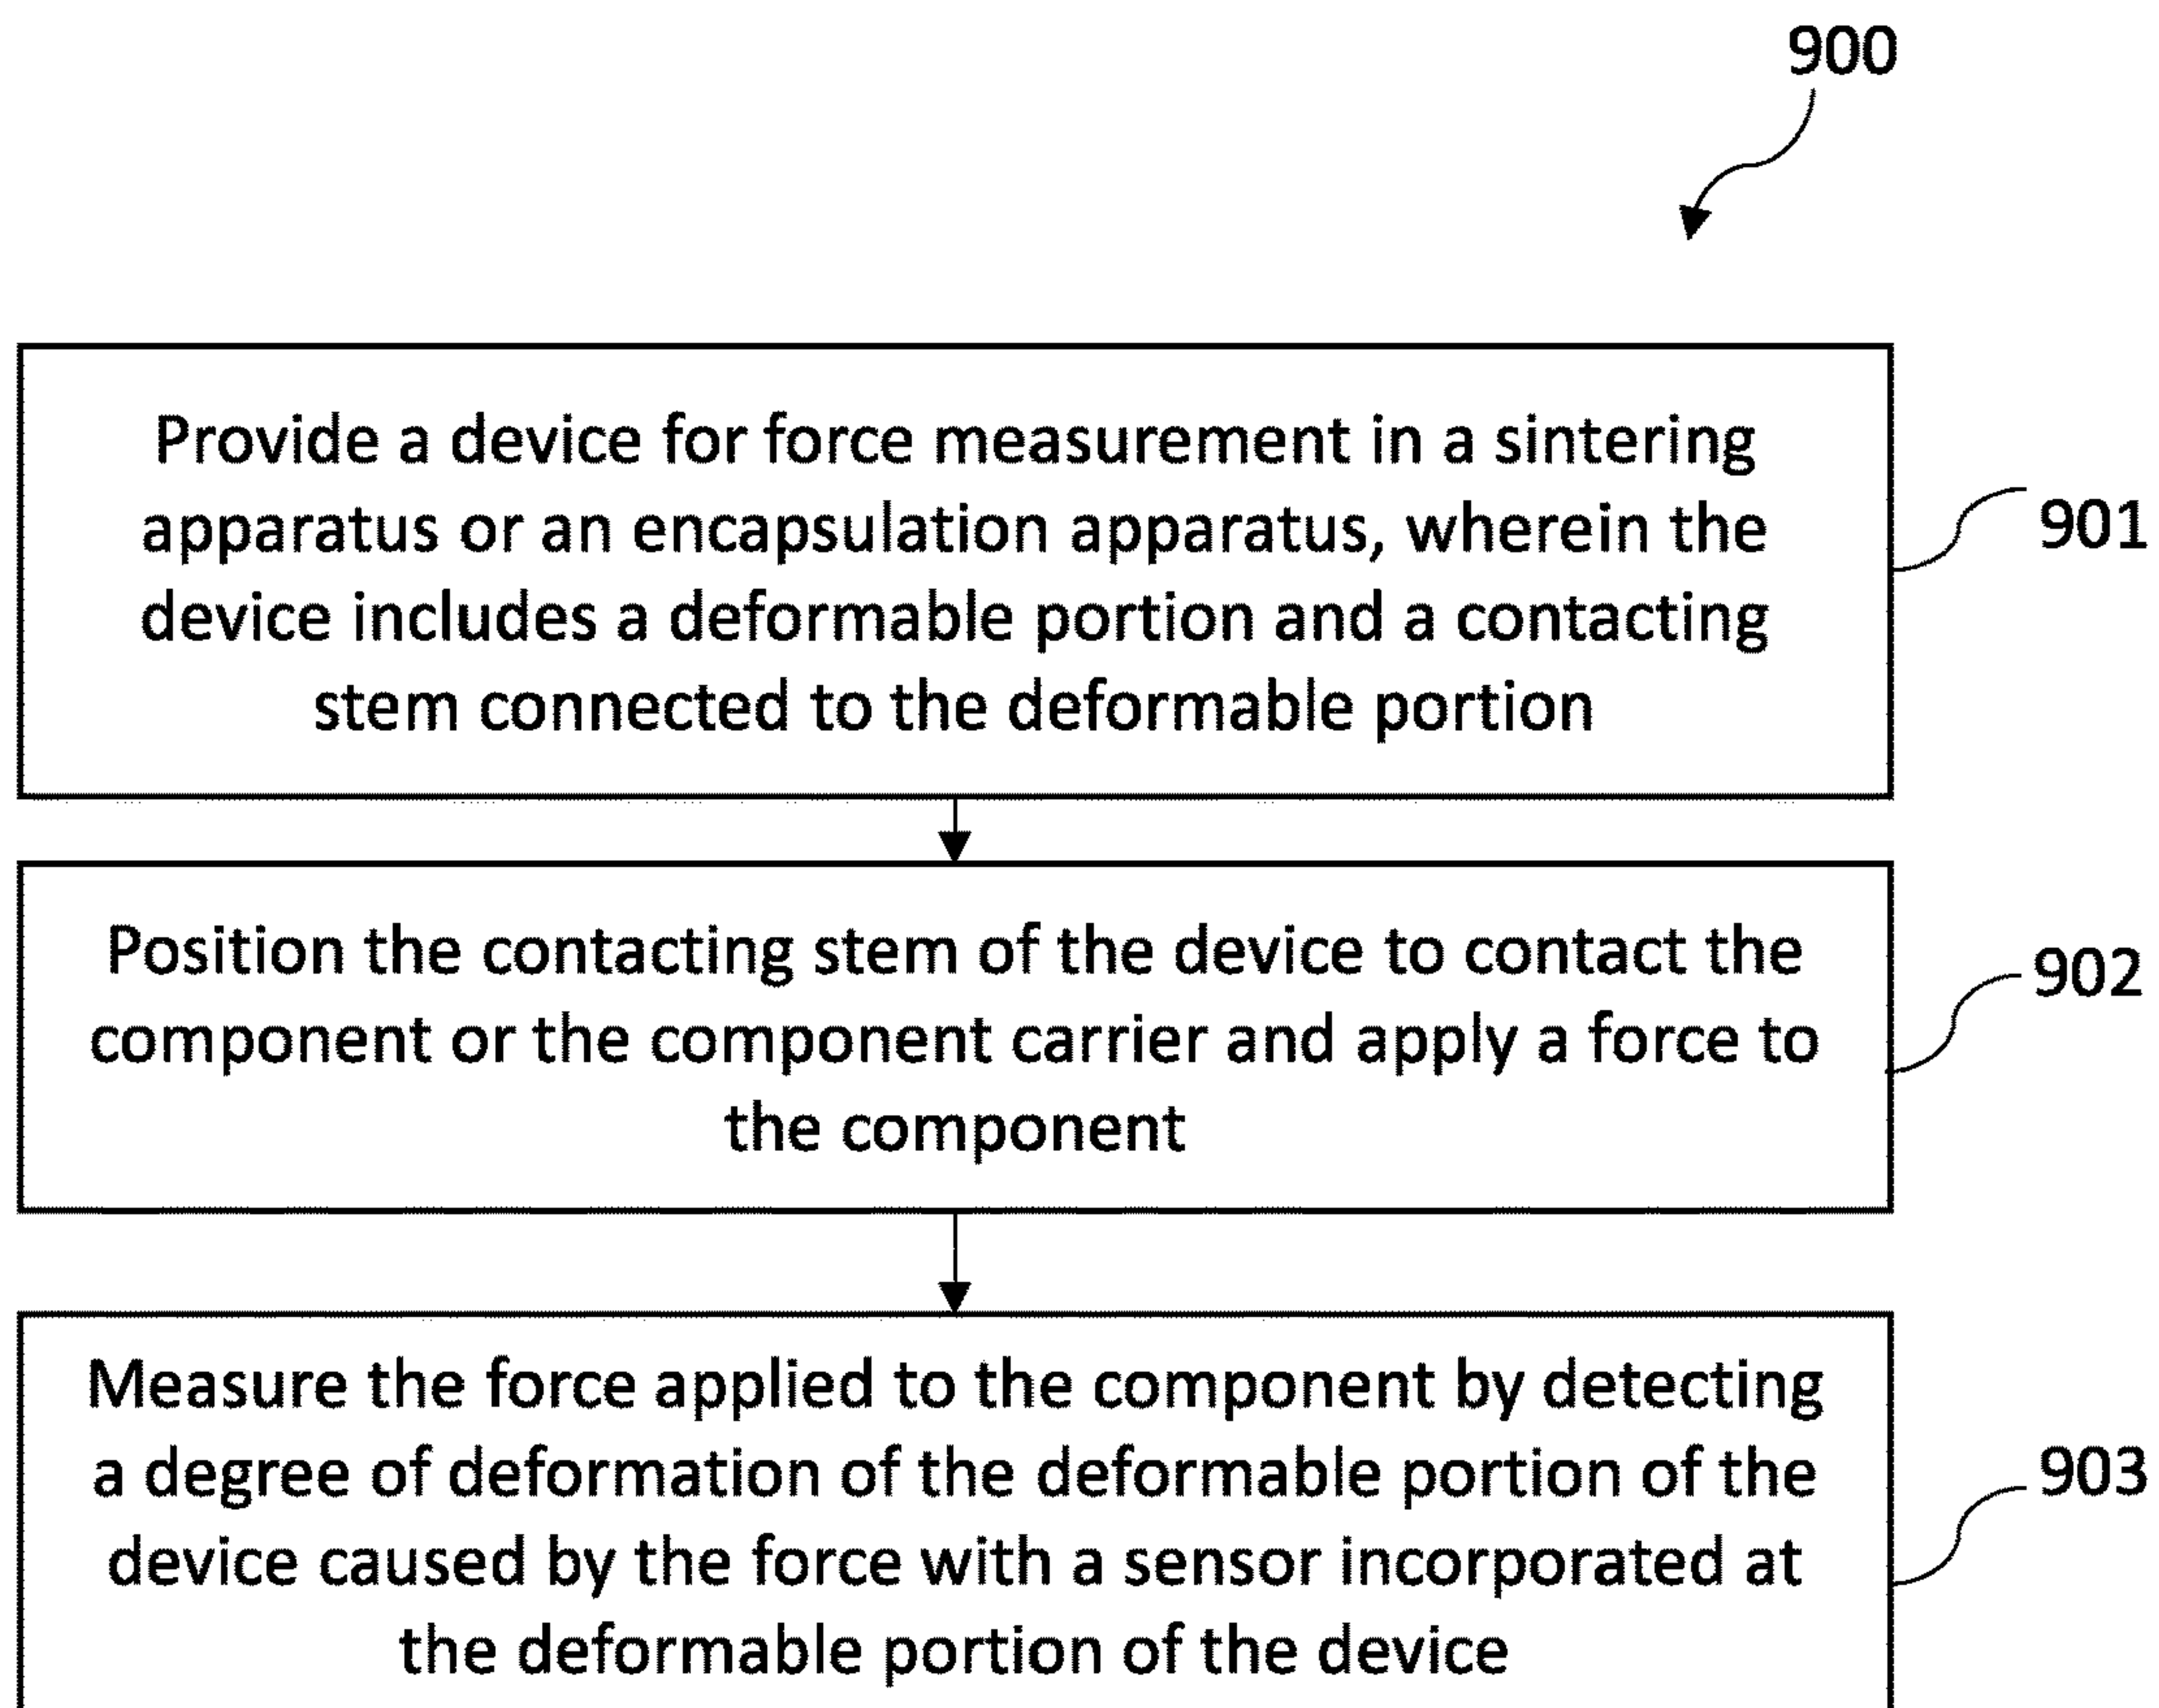 900
Provide a device for force measurement in a sintering
apparatus or an encapsulation apparatus, wherein the
device includes a deformable portion and a contacting
stem connected to the deformable portion
901
Position the contacting stem of the device to contact the
component or the component carrier and apply a force to
the component
902
Measure the force applied to the component by detecting
a degree of deformation of the deformable portion of the
device caused by the force with a sensor incorporated at
the deformable portion of the device
903